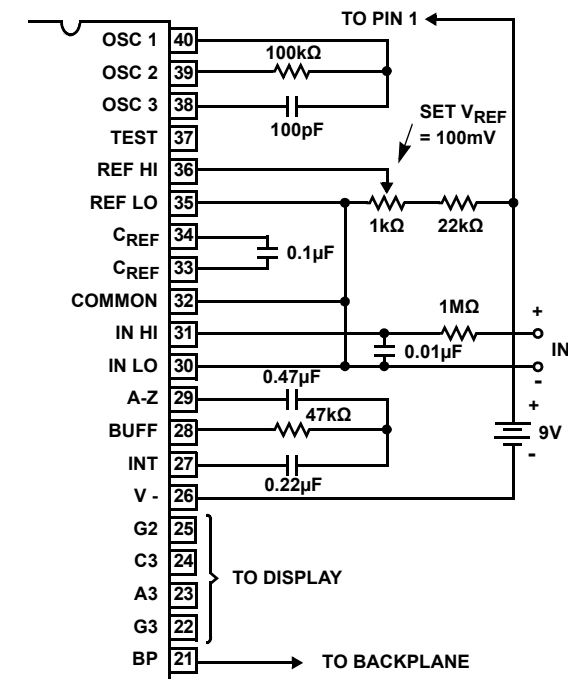 TO PIN 1
OSC 1 40
100kΩ
OSC 2 39
OSC 3 38
100pF
SET VREF
= 100mV
TEST 37
REF HI 36
REF LO 35
1kΩ 22kΩ
CREF 34
0.1µF
CREF 33
COMMON 32
1MΩ
+
IN HI 31
0.01µF
IN
IN LO 30
-
0.47µF
A-Z 29
+
47kΩ
BUFF 28
9V
-
INT 27
0.22µF
V - 26
G2 25
C3 24
TO DISPLAY
A3 23
G3 22
BP 21
TO BACKPLANE